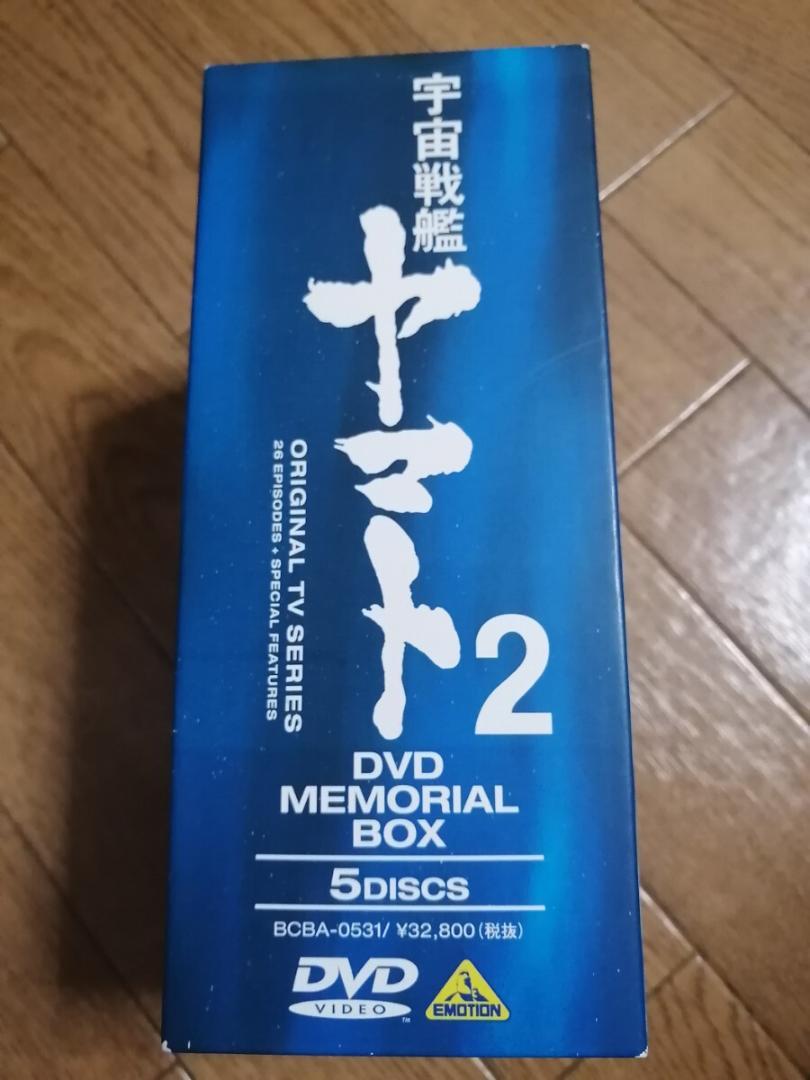 宇宙戦艦
ヤマト2
ORIGINAL TV SERIES
26 EPISODES + SPECIAL FEATURES
DVD
MEMORIAL
BOX
5DISCS
BCBA-0531/ ¥32,800(税抜)
DVD
VIDEO
TM
EMOTION